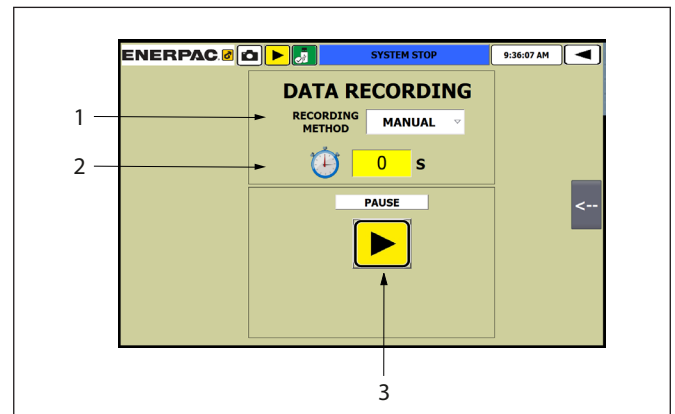 ENERPAC. SYSTEM STOP 9:36:07 AM
DATA RECORDING
1
RECORDING
METHOD
MANUAL
2
0 S
PAUSE
<--
3